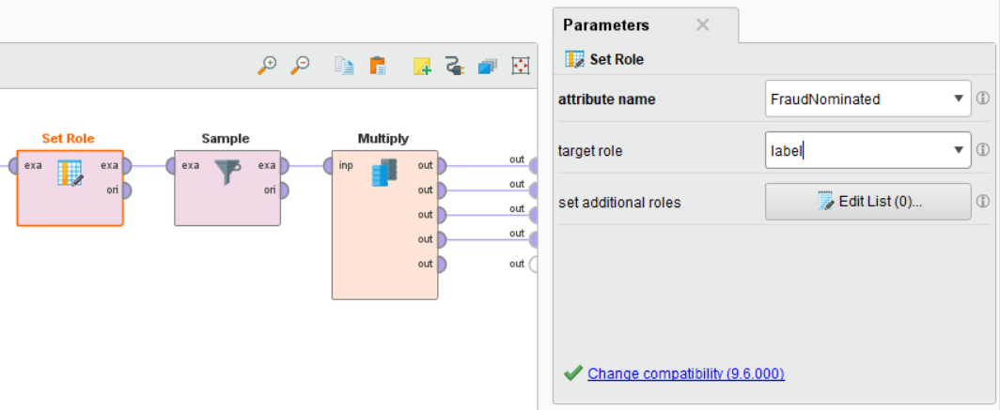 Parameters
Set Role
attribute name FraudNominated
target role label
set additional roles Edit List (0)...
Change compatibility (9.6.000)
Set Role Sample Multiply
exa exa exa exa inp out out
ori ori out out
out out
out out
out out